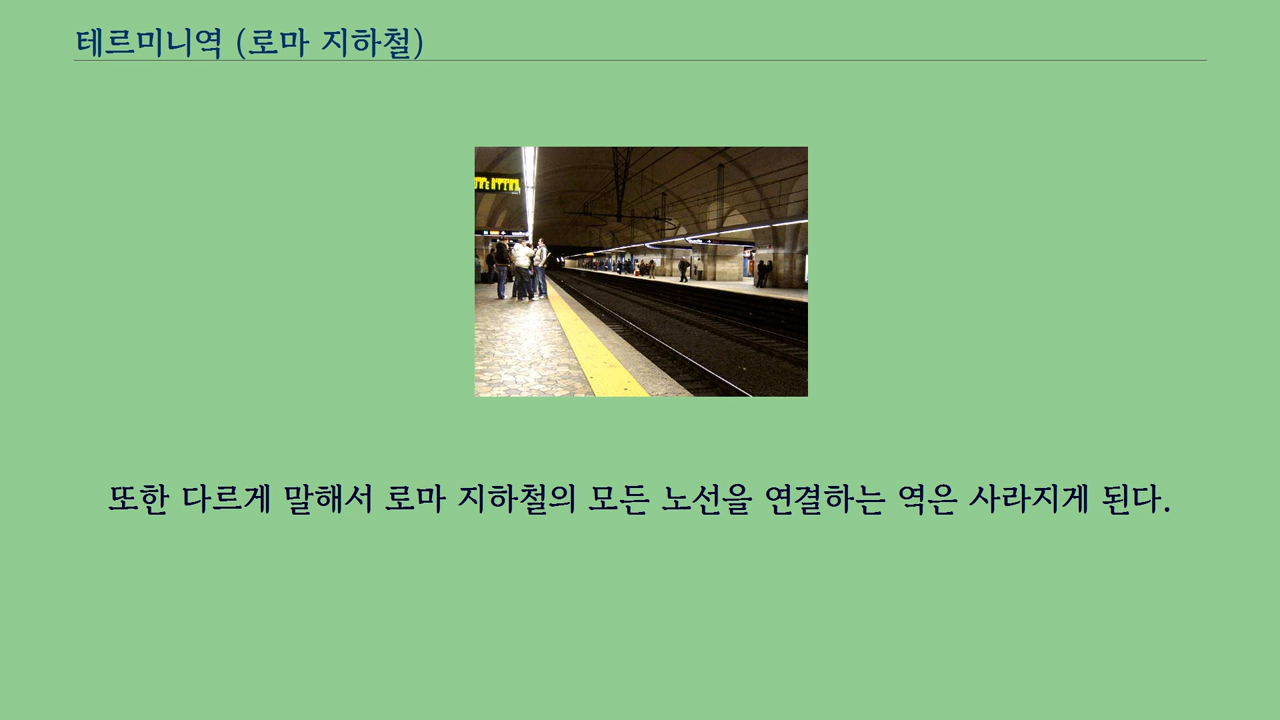 테르미니역 (로마 지하철)
또한 다르게 말해서 로마 지하철의 모든 노선을 연결하는 역은 사라지게 된다.